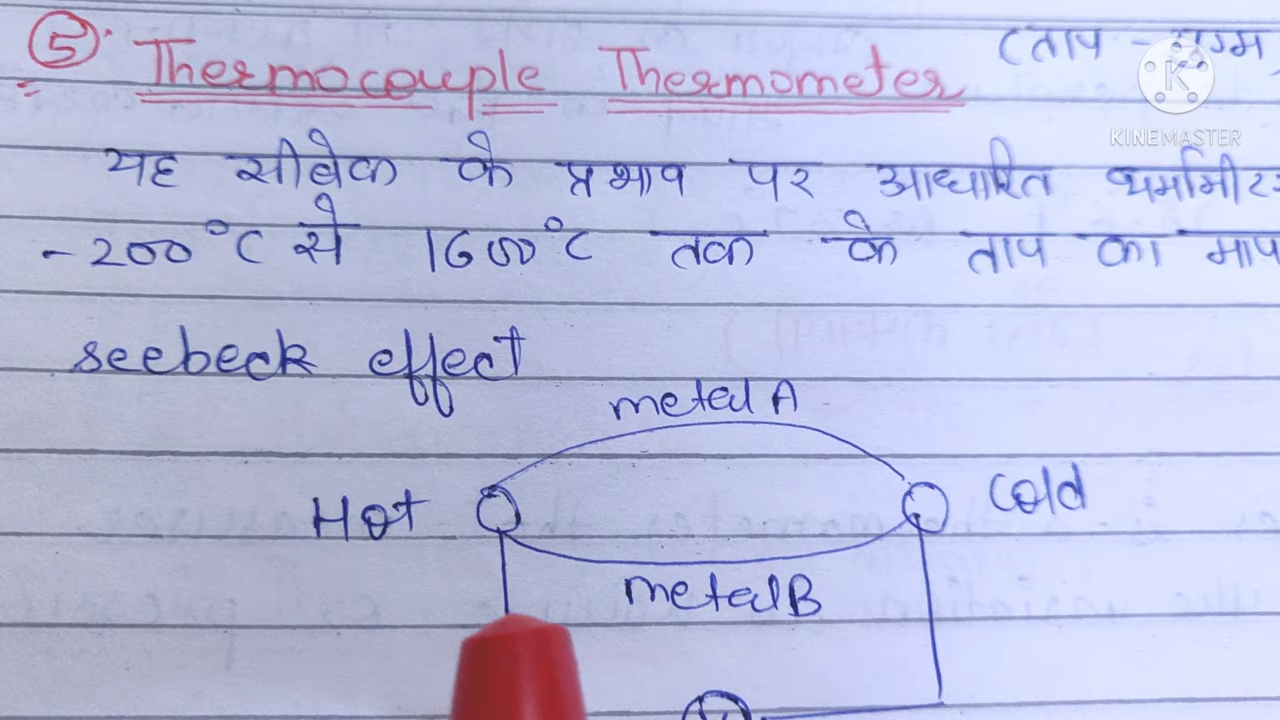 5
Thermocouple Thermometer (ताप -
KINEMASTER
यह सीबेक के प्रभाव पर आधारित
-200°C से 1600°C तक के ताप का माप
seebeck effect
metal A
Hot Cold
metal B